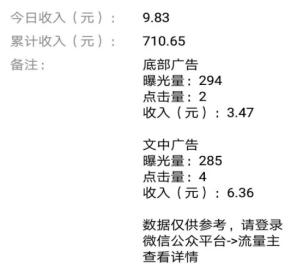 今日收入（元）： 9.83
累计收入（元）： 710.65
备注： 底部广告
曝光量：294
点击量：2
收入（元）：3.47
文中广告
曝光量：285
点击量：4
收入（元）：6.36
数据仅供参考，请登录
微信公众平台->流量主
查看详情